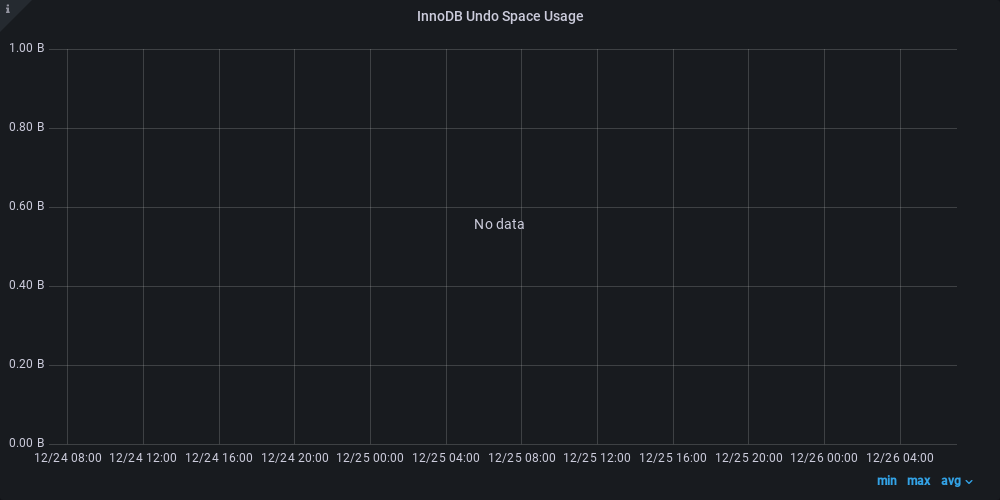 i
InnoDB Undo Space Usage
1.00 B
0.80 B
0.60 B
No data
0.40 B
0.20 B
0.00 B
12/24 08:00 12/24 12:00 12/24 16:00 12/24 20:00 12/25 00:00 12/25 04:00 12/25 08:00 12/25 12:00 12/25 16:00 12/25 20:00 12/26 00:00 12/26 04:00
min max avg